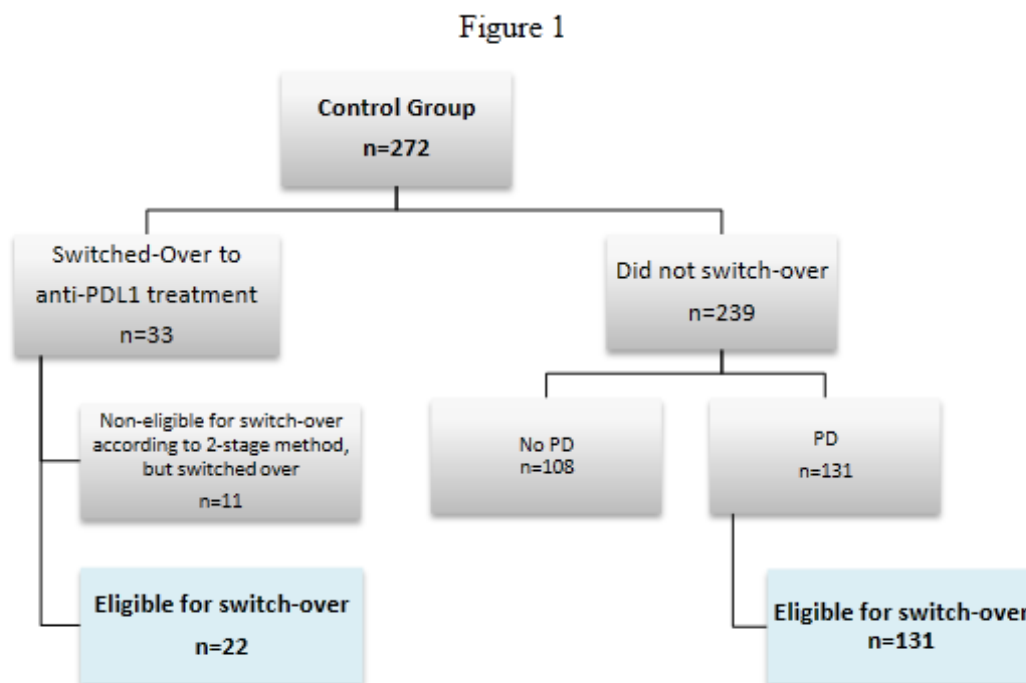 Figure 1
Control Group
n=272
Switched-Over to
anti-PDL1 treatment
n=33
Did not switch-over
n=239
Non-eligible for switch-over
according to 2-stage method,
but switched over
n=11
No PD
n=108
PD
n=131
Eligible for switch-over
n=22
Eligible for switch-over
n=131